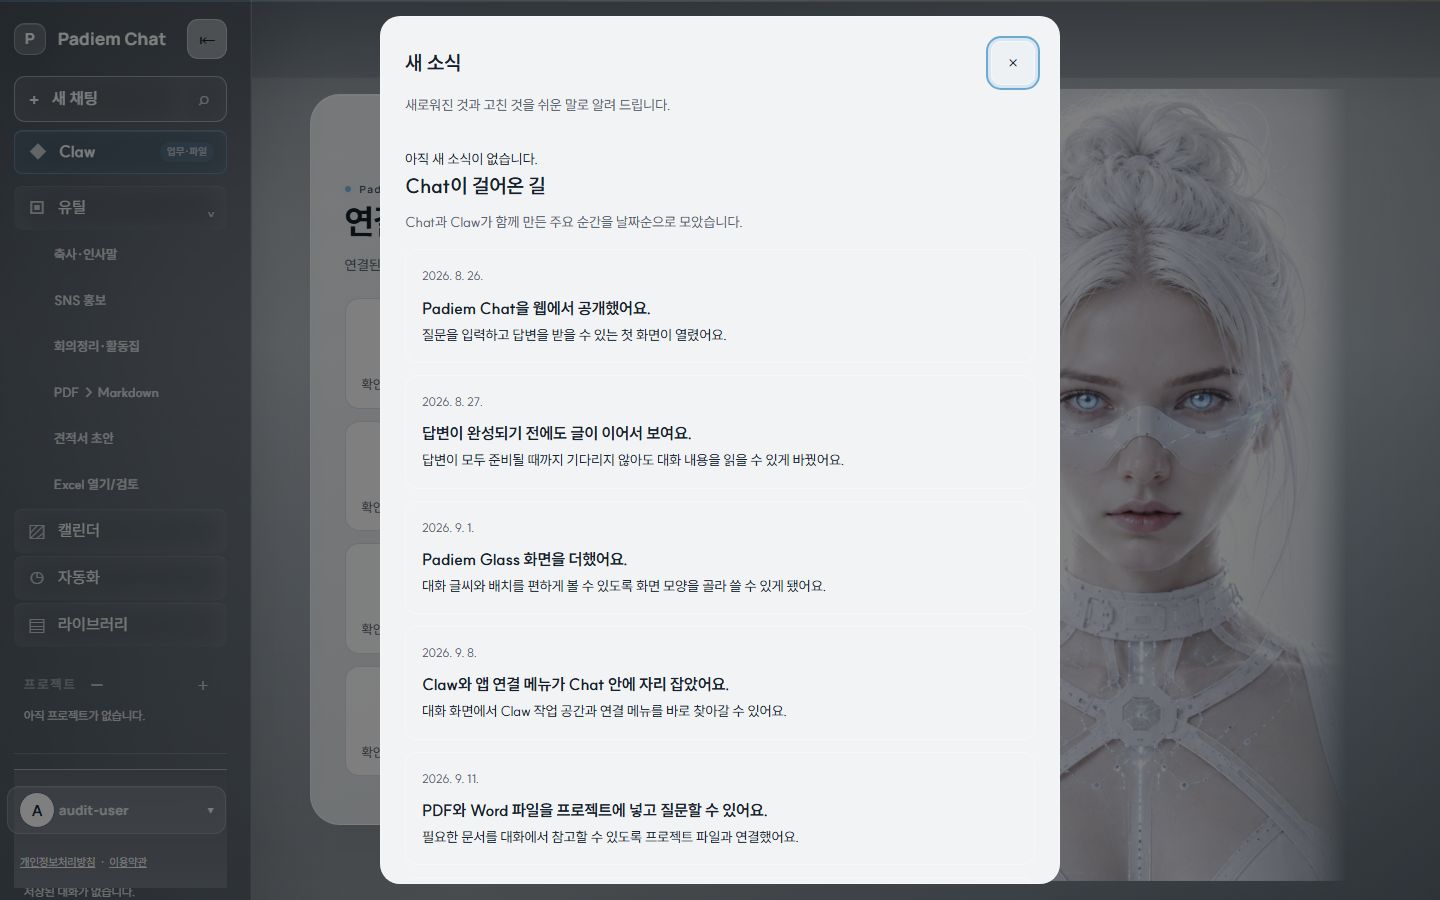 P Padiem Chat
+ 새 채팅
Claw 업무·파일
유틸
축사·인사말
SNS 홍보
회의정리·활동집
PDF > Markdown
견적서 초안
Excel 열기/검토
캘린더
자동화
라이브러리
프로젝트 — +
아직 프로젝트가 없습니다.
A audit-user
개인정보처리방침 · 이용약관
저장된 대화가 없습니다.
연결된
확인
확인
확인
확인
새 소식 ×
새로워진 것과 고친 것을 쉬운 말로 알려 드립니다.
아직 새 소식이 없습니다.
Chat이 걸어온 길
Chat과 Claw가 함께 만든 주요 순간을 날짜순으로 모았습니다.
2026. 8. 26.
Padiem Chat을 웹에서 공개했어요.
질문을 입력하고 답변을 받을 수 있는 첫 화면이 열렸어요.
2026. 8. 27.
답변이 완성되기 전에도 글이 이어서 보여요.
답변이 모두 준비될 때까지 기다리지 않아도 대화 내용을 읽을 수 있게 바꿨어요.
2026. 9. 1.
Padiem Glass 화면을 더했어요.
대화 글씨와 배치를 편하게 볼 수 있도록 화면 모양을 골라 쓸 수 있게 됐어요.
2026. 9. 8.
Claw와 앱 연결 메뉴가 Chat 안에 자리 잡았어요.
대화 화면에서 Claw 작업 공간과 연결 메뉴를 바로 찾아갈 수 있어요.
2026. 9. 11.
PDF와 Word 파일을 프로젝트에 넣고 질문할 수 있어요.
필요한 문서를 대화에서 참고할 수 있도록 프로젝트 파일과 연결했어요.